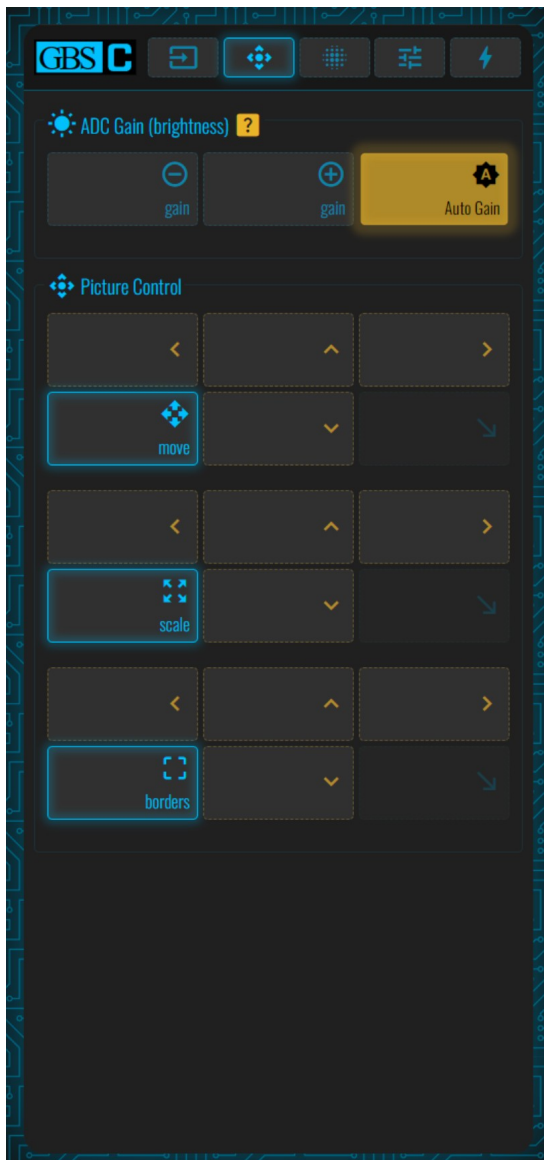 GBS C
ADC Gain (brightness) ?
gain
gain
A
Auto Gain
Picture Control
move
scale
borders